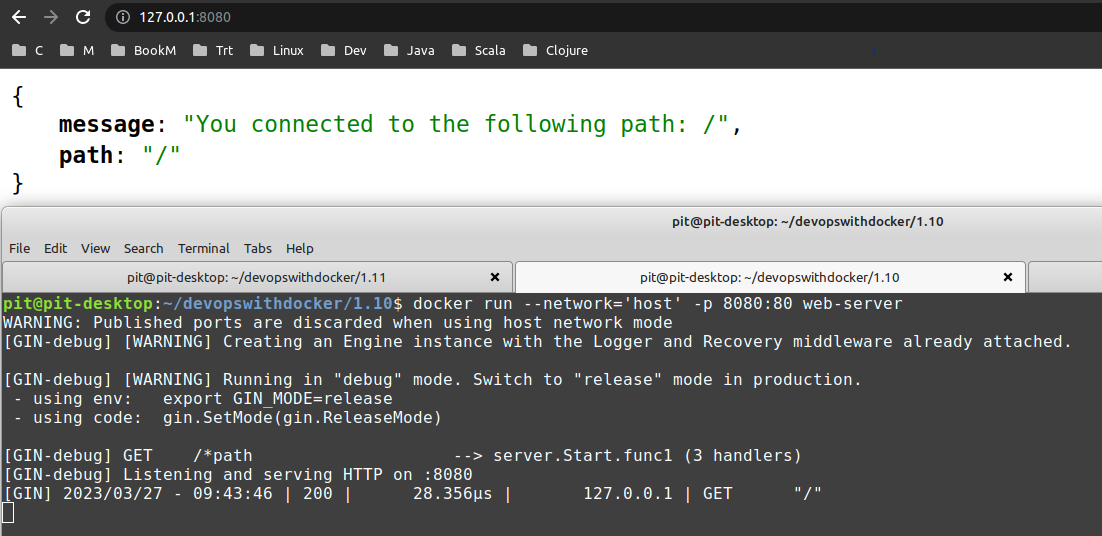 127.0.0.1:8080
C M BookM Trt Linux Dev Java Scala Clojure
{
message: "You connected to the following path: /",
path: "/"
}
pit@pit-desktop: ~/devopswithdocker/1.10
File Edit View Search Terminal Tabs Help
pit@pit-desktop: ~/devopswithdocker/1.11 × pit@pit-desktop: ~/devopswithdocker/1.10 ×
pit@pit-desktop:~/devopswithdocker/1.10$ docker run --network='host' -p 8080:80 web-server
WARNING: Published ports are discarded when using host network mode
[GIN-debug] [WARNING] Creating an Engine instance with the Logger and Recovery middleware already attached.
[GIN-debug] [WARNING] Running in "debug" mode. Switch to "release" mode in production.
- using env:   export GIN_MODE=release
- using code:  gin.SetMode(gin.ReleaseMode)
[GIN-debug] GET    /*path                    --> server.Start.func1 (3 handlers)
[GIN-debug] Listening and serving HTTP on :8080
[GIN] 2023/03/27 - 09:43:46 | 200 |      28.356µs |       127.0.0.1 | GET      "/"